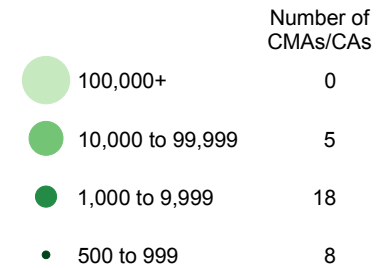 Number of
CMAs/CAs
100,000+ 0
10,000 to 99,999 5
1,000 to 9,999 18
500 to 999 8